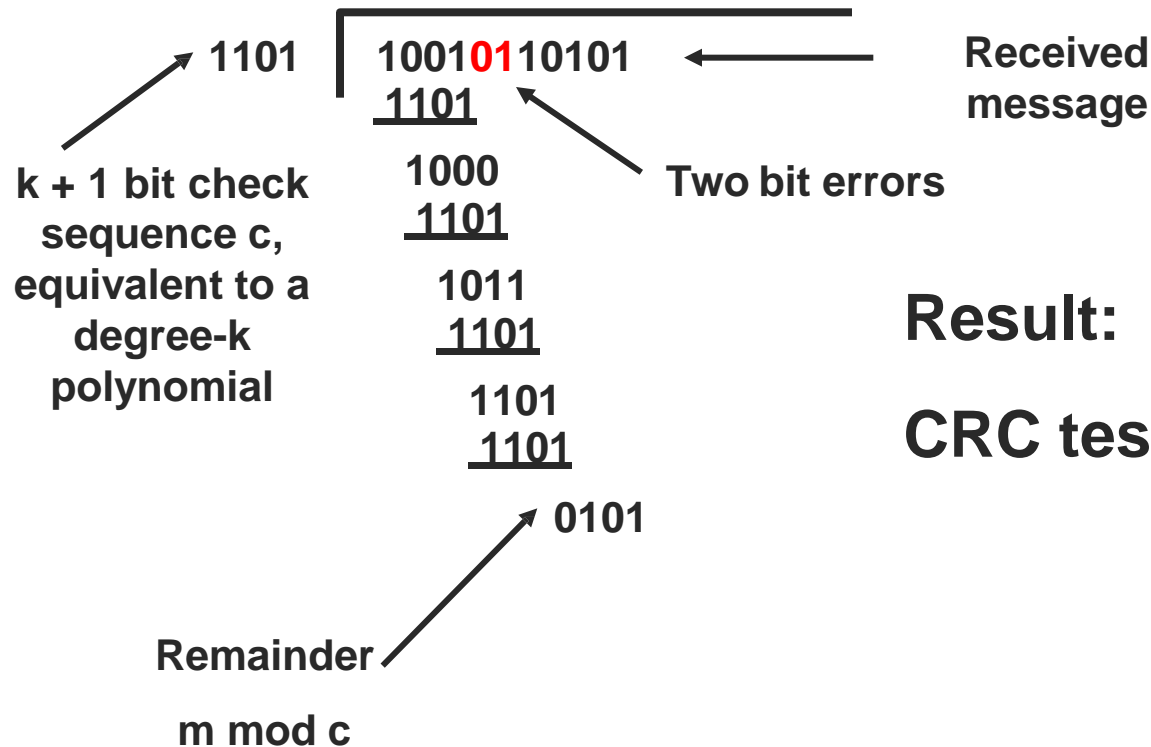 1101
10010110101
Received
message
1101
k + 1 bit check
sequence c,
equivalent to a
degree-k
polynomial
1000
1101
Two bit errors
1011
1101
Result:
1101
1101
CRC tes
0101
Remainder
m mod c